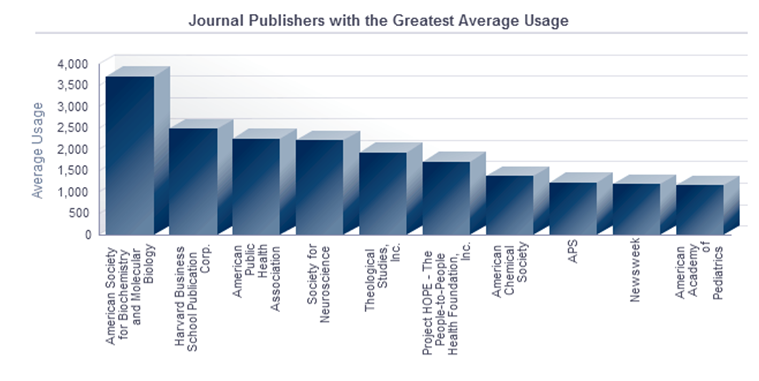 Journal Publishers with the Greatest Average Usage
Average Usage
4,000
3,500
3,000
2,500
2,000
1,500
1,000
500
0
American Society
for Biochemistry
and Molecular
Biology
Harvard Business
School Publication
Corp.
American
Public
Health
Association
Society for
Neuroscience
Theological
Studies,
Inc.
Project HOPE - The
People-to-People
Health Foundation,
Inc.
American
Chemical
Society
APS
Newsweek
American
Academy
of
Pediatrics